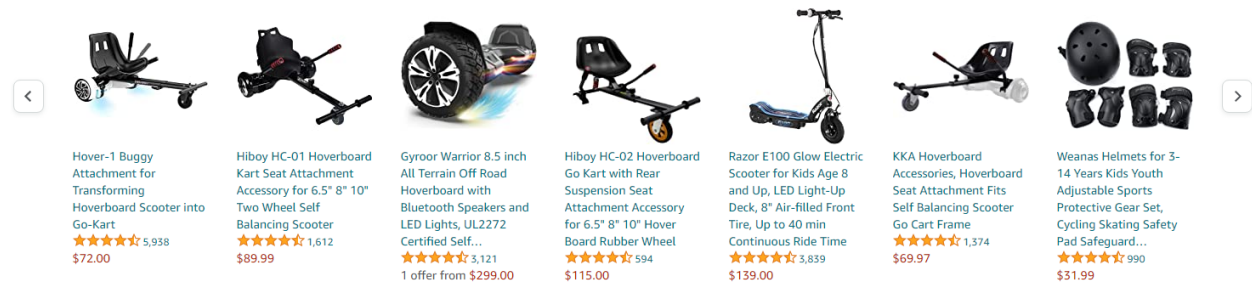 Hover-1 Buggy
Attachment for
Transforming
Hoverboard Scooter into
Go-Kart
5,938
$72.00
Hiboy HC-01 Hoverboard
Kart Seat Attachment
Accessory for 6.5" 8" 10"
Two Wheel Self
Balancing Scooter
1,612
$89.99
Gyroor Warrior 8.5 inch
All Terrain Off Road
Hoverboard with
Bluetooth Speakers and
LED Lights, UL2272
Certified Self...
3,121
1 offer from $299.00
Hiboy HC-02 Hoverboard
Go Kart with Rear
Suspension Seat
Attachment Accessory
for 6.5" 8" 10" Hover
Board Rubber Wheel
594
$115.00
Razor E100 Glow Electric
Scooter for Kids Age 8
and Up, LED Light-Up
Deck, 8" Air-filled Front
Tire, Up to 40 min
Continuous Ride Time
3,839
$139.00
KKA Hoverboard
Accessories, Hoverboard
Seat Attachment Fits
Self Balancing Scooter
Go Cart Frame
1,374
$69.97
Weanas Helmets for 3-
14 Years Kids Youth
Adjustable Sports
Protective Gear Set,
Cycling Skating Safety
Pad Safeguard...
990
$31.99